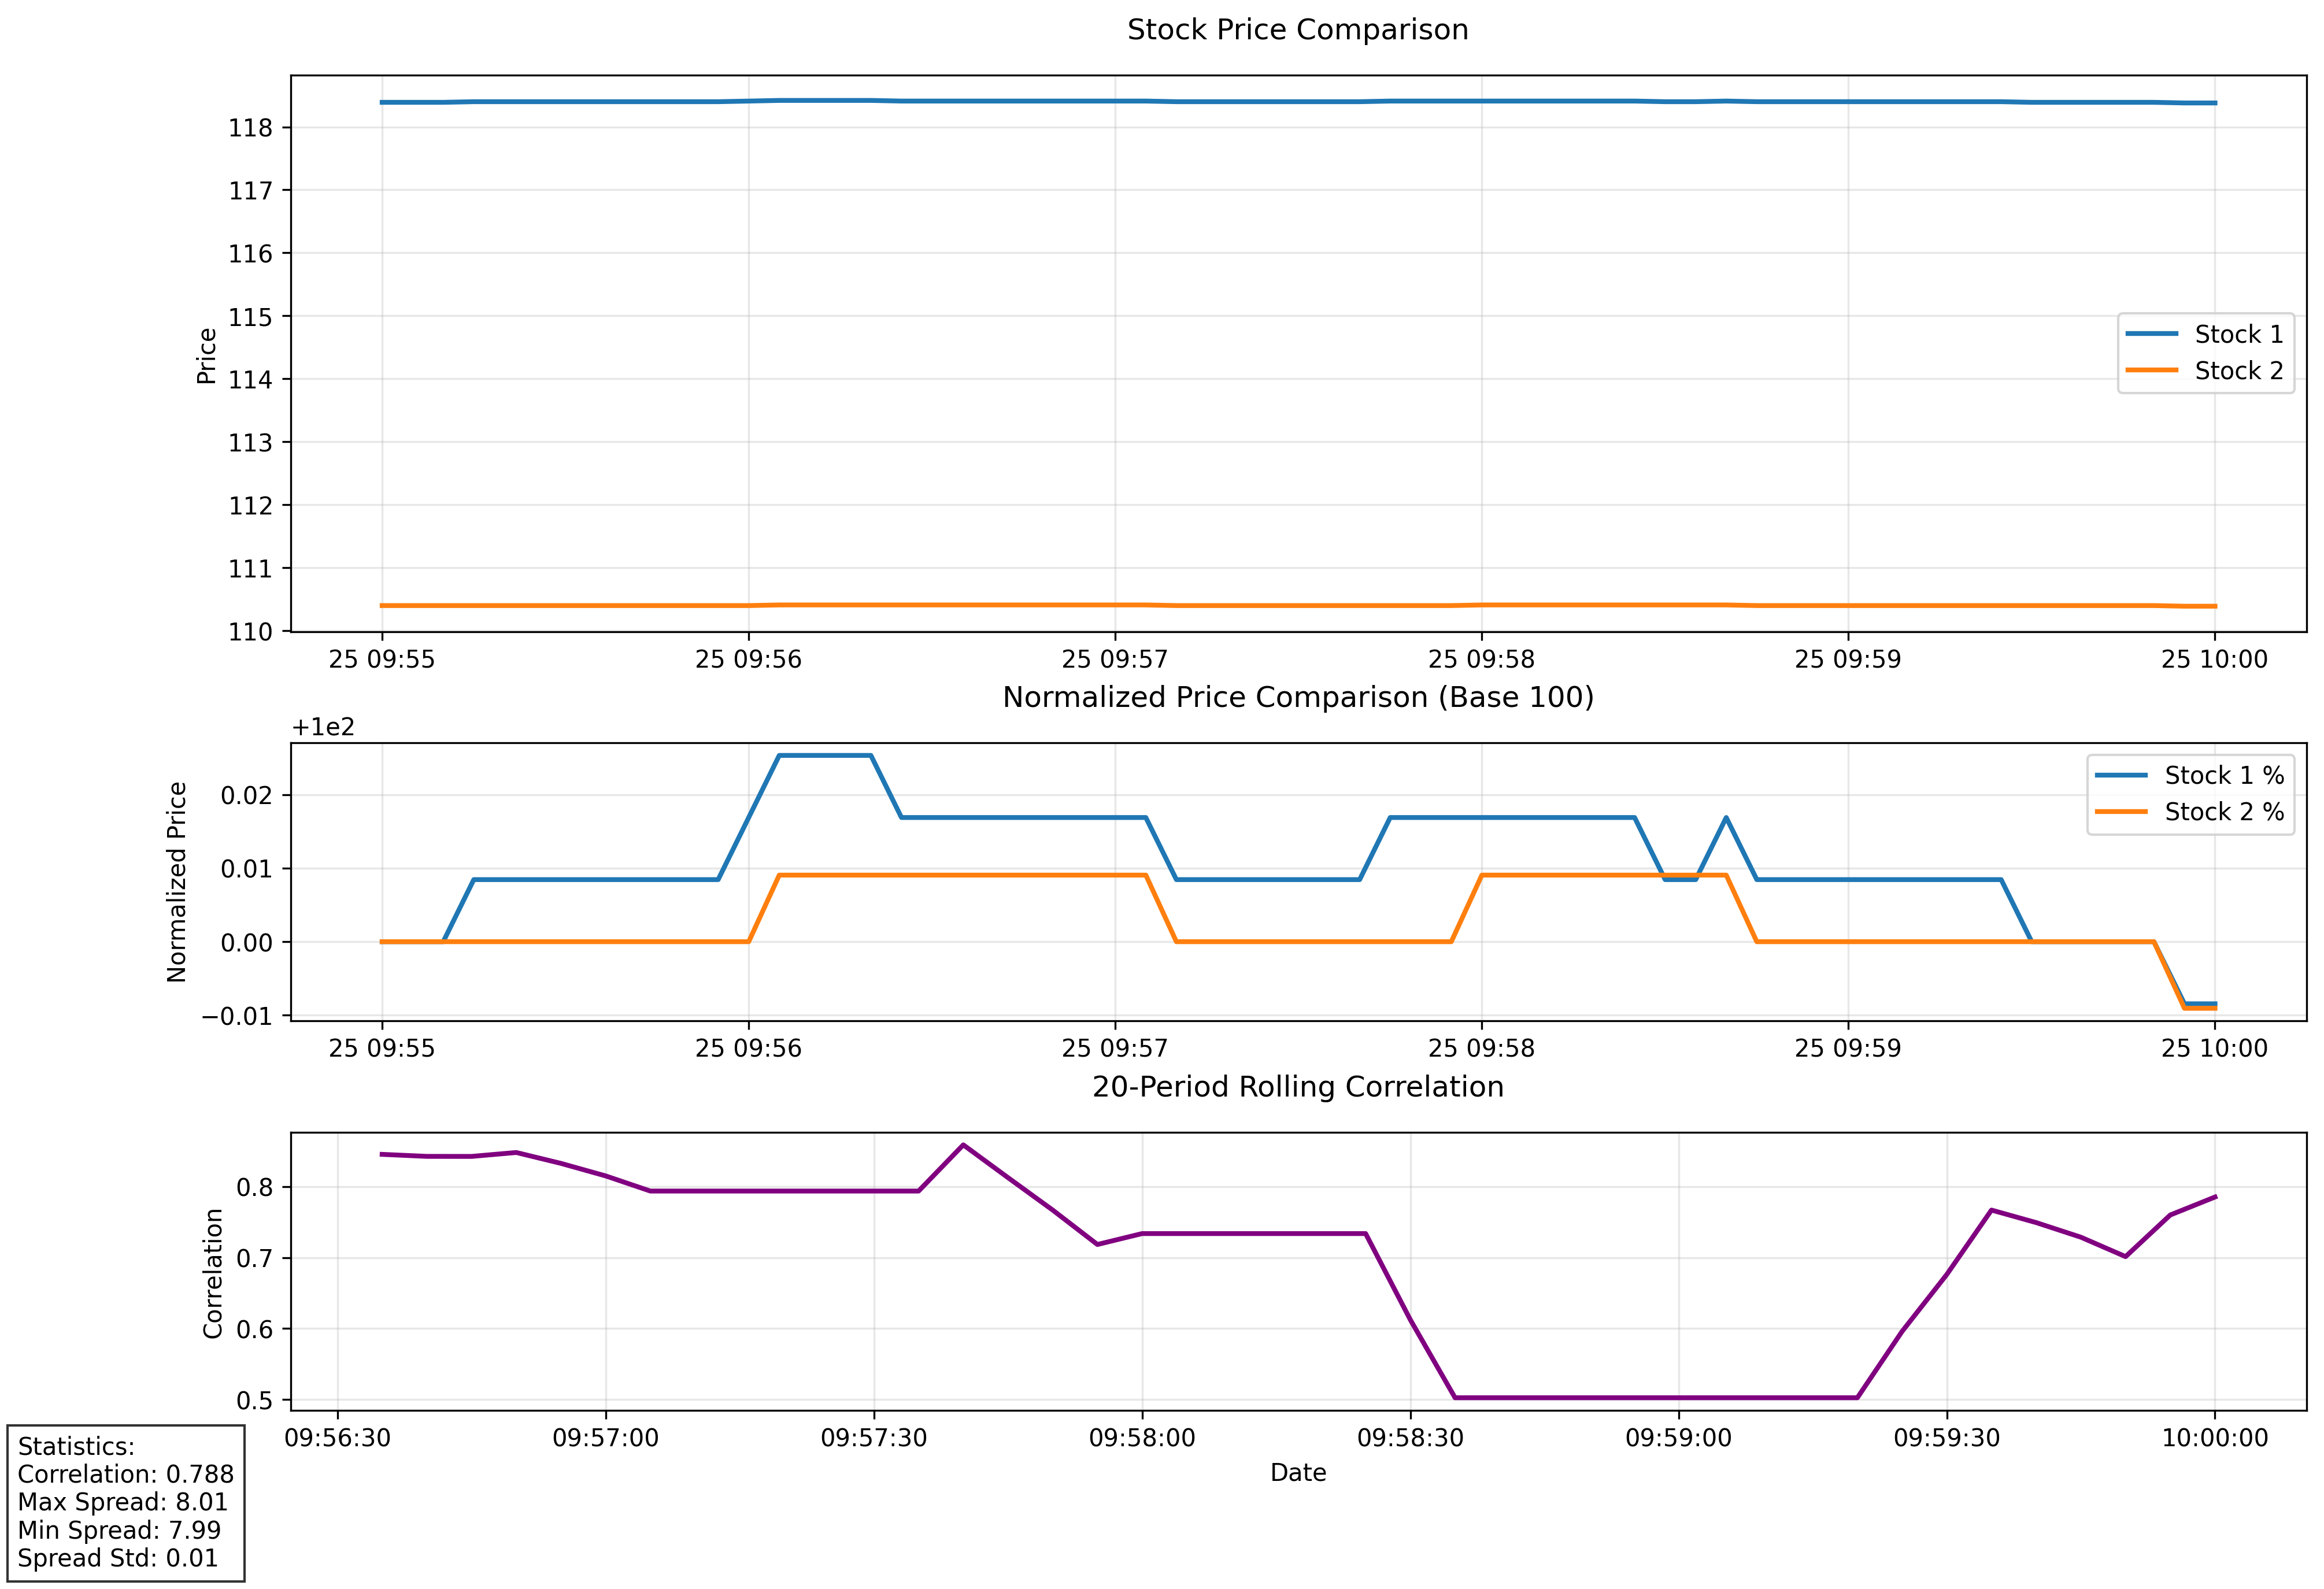 Stock Price Comparison
Price
118
117
116
115
114
113
112
111
110
Stock 1
Stock 2
25 09:55
25 09:56
25 09:57
25 09:58
25 09:59
25 10:00
Normalized Price Comparison (Base 100)
+1e2
Normalized Price
0.02
0.01
0.00
−0.01
Stock 1 %
Stock 2 %
25 09:55
25 09:56
25 09:57
25 09:58
25 09:59
25 10:00
20-Period Rolling Correlation
Correlation
0.8
0.7
0.6
0.5
09:56:30
09:57:00
09:57:30
09:58:00
09:58:30
09:59:00
09:59:30
10:00:00
Date
Statistics:
Correlation: 0.788
Max Spread: 8.01
Min Spread: 7.99
Spread Std: 0.01